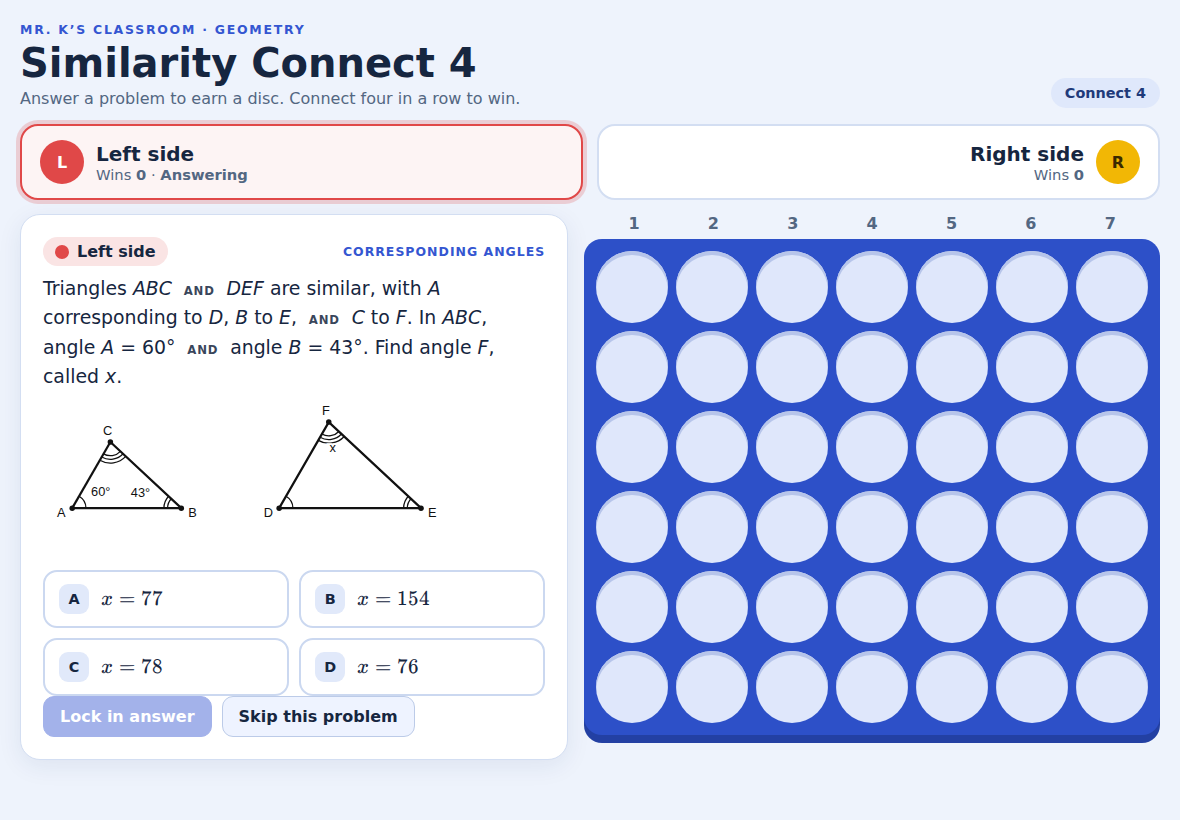 MR. K’S CLASSROOM · GEOMETRY
Similarity Connect 4
Answer a problem to earn a disc. Connect four in a row to win.
Connect 4
L
Left side
Wins 0 · Answering
Right side
Wins 0
R
Left side
CORRESPONDING ANGLES
Triangles ABC AND DEF are similar, with A
corresponding to D, B to E, AND C to F. In ABC,
angle A = 60° AND angle B = 43°. Find angle F,
called x.
C
60°
43°
A
B
F
x
D
E
A x = 77
B x = 154
C x = 78
D x = 76
Lock in answer
Skip this problem
1 2 3 4 5 6 7